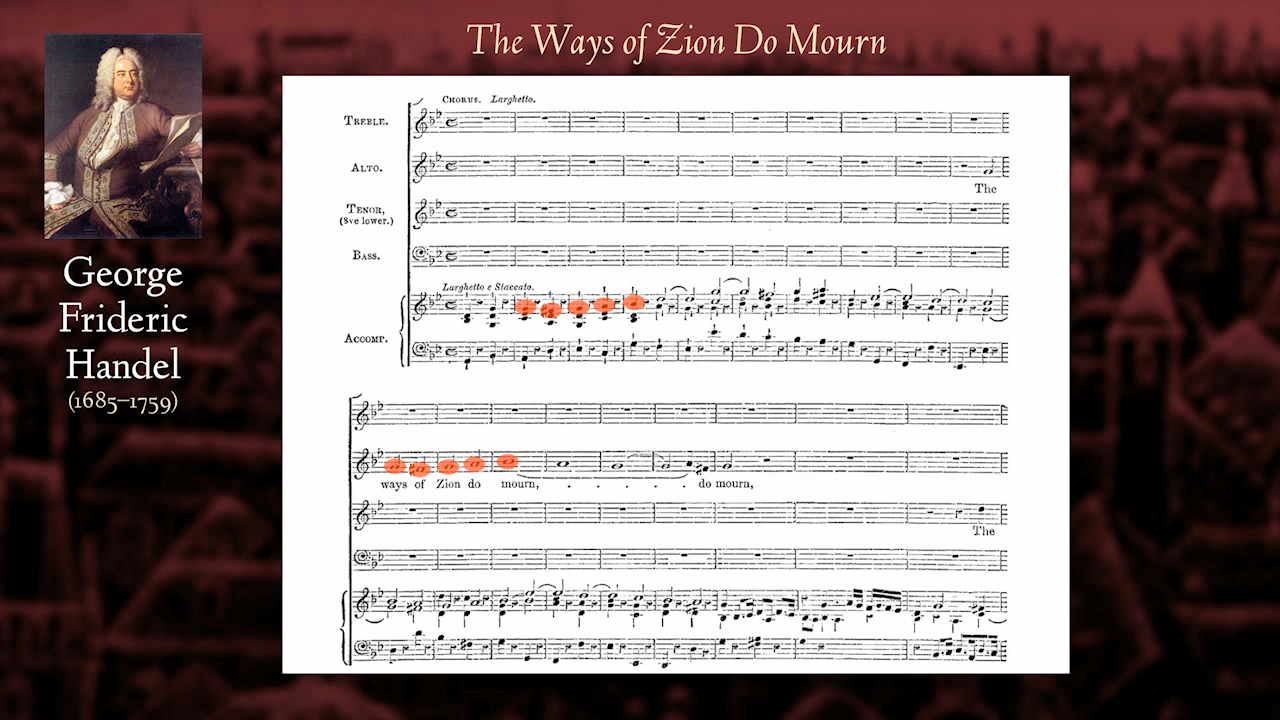 The Ways of Zion Do Mourn
George
Frideric
Handel
(1685–1759)
Chorus. Larghetto.
Treble.
Alto.
The
Tenor,
(8ve lower.)
Bass.
Larghetto e Staccato.
Accomp.
ways of Zion do mourn, . . . . . do mourn,
The